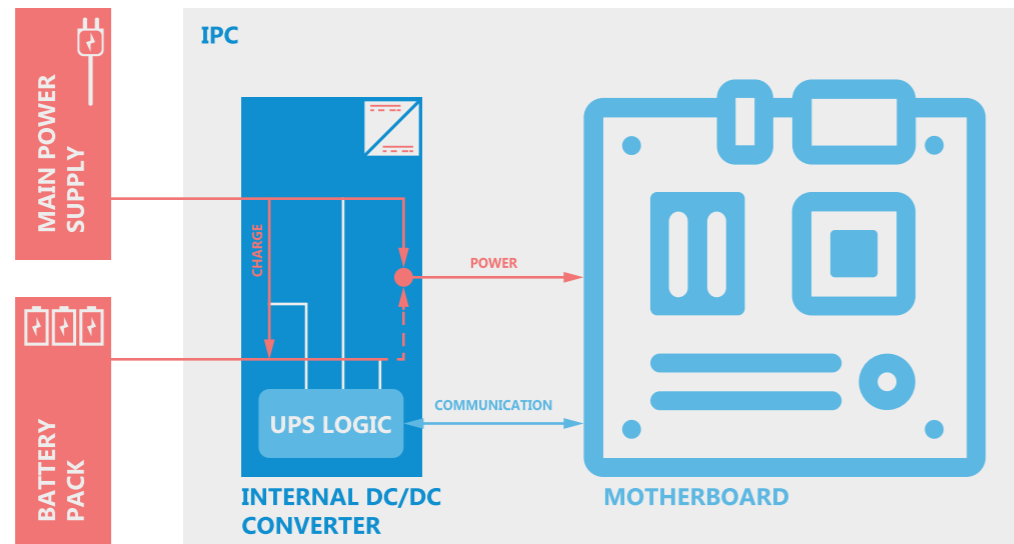 IPC
MAIN POWER
SUPPLY
CHARGE
POWER
BATTERY
PACK
UPS LOGIC
COMMUNICATION
INTERNAL DC/DC
CONVERTER
MOTHERBOARD